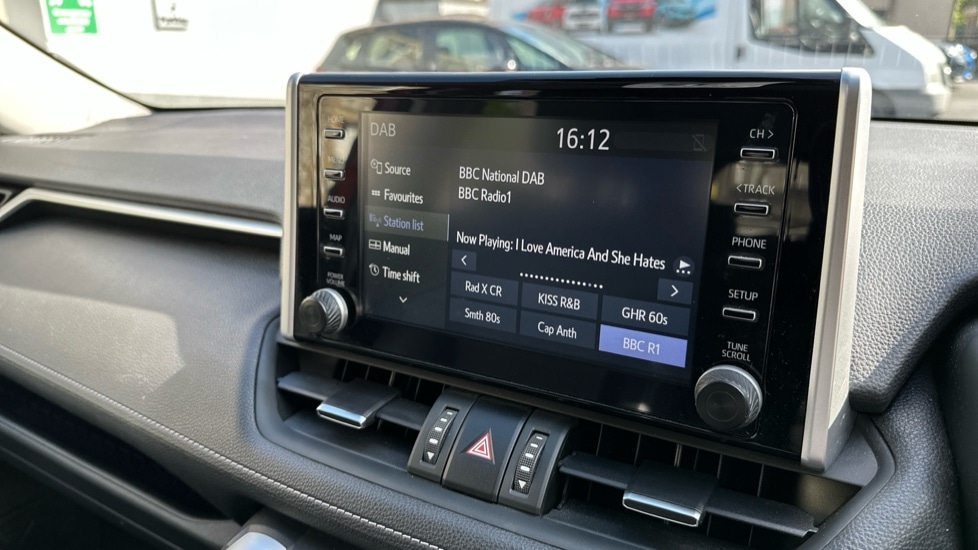 DAB
16:12
Source
Favourites
Station list
Manual
Time shift
BBC National DAB
BBC Radio1
Now Playing: I Love America And She Hates
Rad X CR
KISS R&B
GHR 60s
Smth 80s
Cap Anth
BBC R1
HOME
MENU
AUDIO
MAP
POWER
VOLUME
CH >
< TRACK
PHONE
SETUP
TUNE
SCROLL